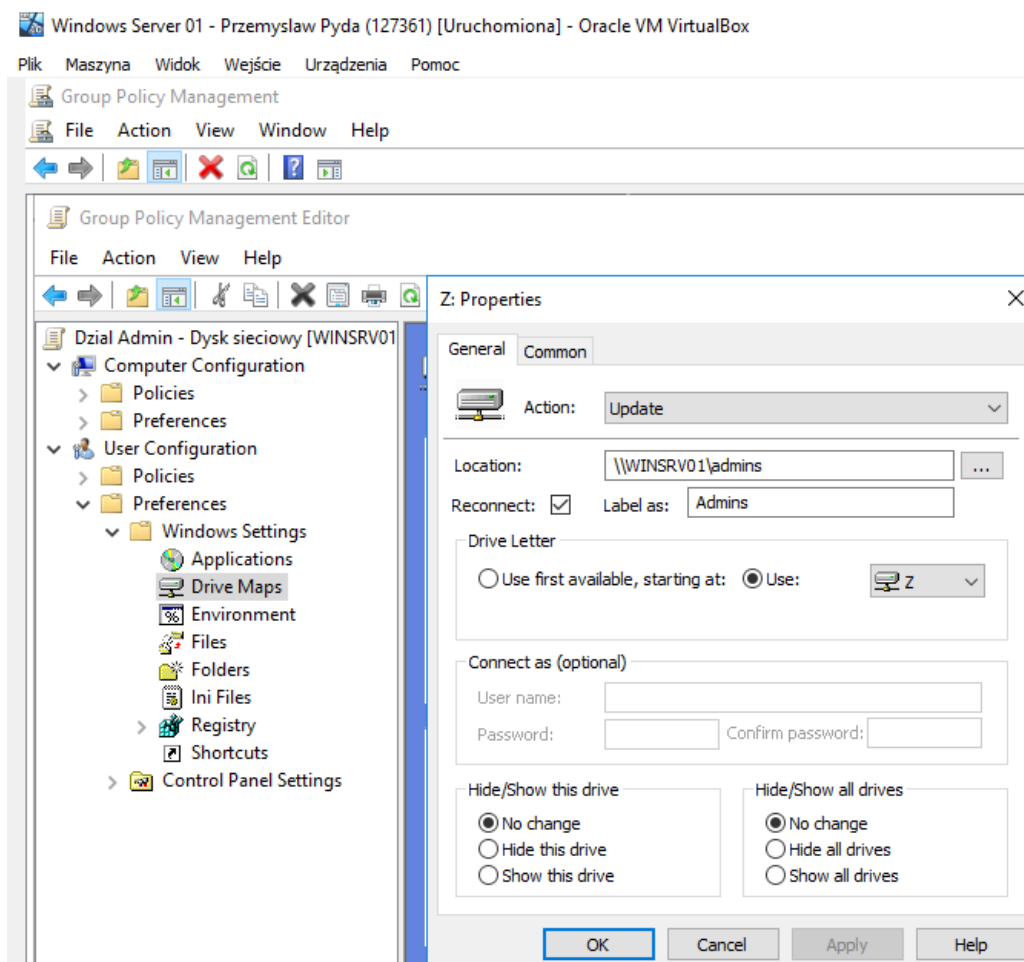 Windows Server 01 - Przemyslaw Pyda (127361) [Uruchomiona] - Oracle VM VirtualBox
Plik Maszyna Widok Wejście Urządzenia Pomoc
Group Policy Management
File Action View Window Help
Group Policy Management Editor
File Action View Help
Dzial Admin - Dysk sieciowy [WINSRV01
Computer Configuration
Policies
Preferences
User Configuration
Policies
Preferences
Windows Settings
Applications
Drive Maps
Environment
Files
Folders
Ini Files
Registry
Shortcuts
Control Panel Settings
Z: Properties
General Common
Action: Update
Location: \\WINSRV01\admins ...
Reconnect: Label as: Admins
Drive Letter
Use first available, starting at: Use: Z
Connect as (optional)
User name:
Password: Confirm password:
Hide/Show this drive Hide/Show all drives
No change No change
Hide this drive Hide all drives
Show this drive Show all drives
OK Cancel Apply Help